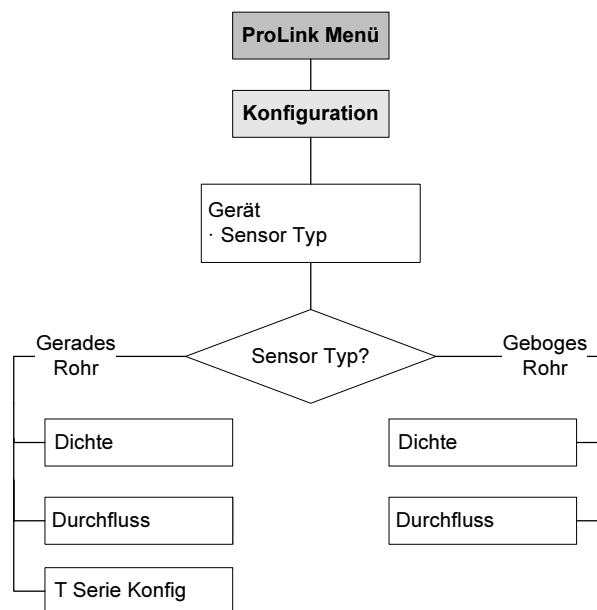 ProLink Menü
Konfiguration
Gerät
· Sensor Typ
Sensor Typ?
Gerades
Rohr
Geboges
Rohr
Dichte
Durchfluss
T Serie Konfig
Dichte
Durchfluss